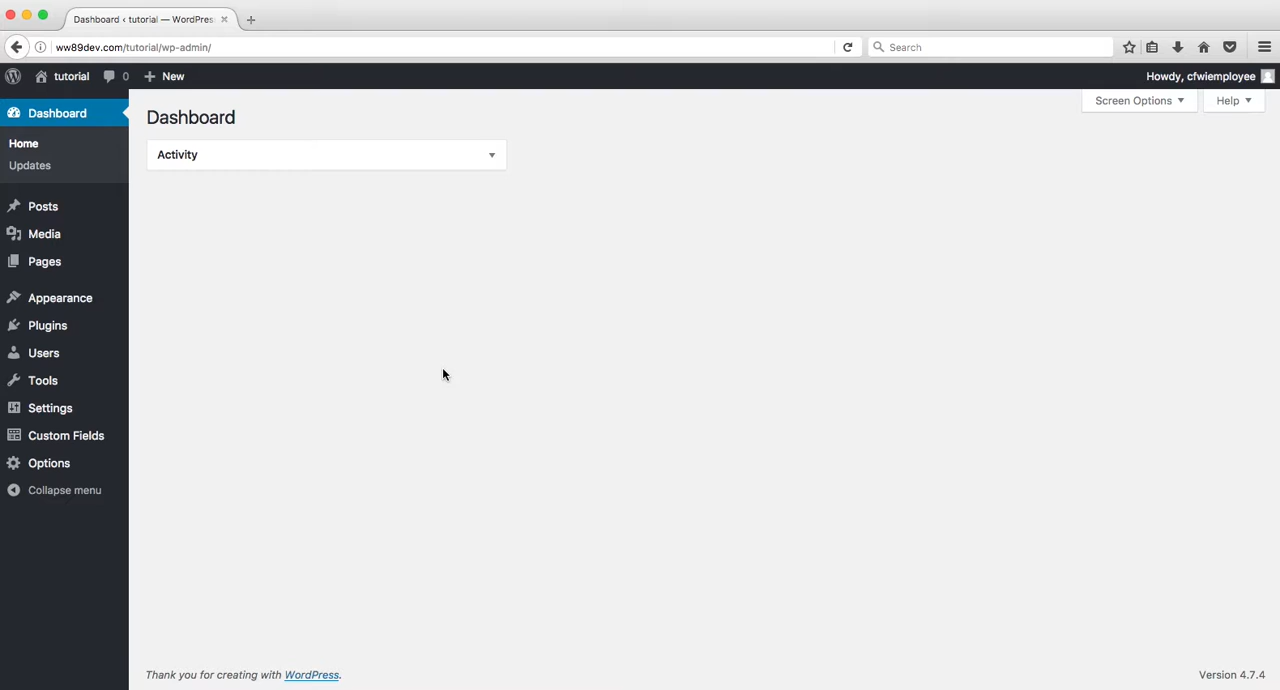 Dashboard ‹ tutorial — WordPres
ww89dev.com/tutorial/wp-admin/
Search
tutorial
0
New
Howdy, cfwiemployee
Dashboard
Home
Updates
Posts
Media
Pages
Appearance
Plugins
Users
Tools
Settings
Custom Fields
Options
Collapse menu
Screen Options
Help
Dashboard
Activity
Thank you for creating with WordPress.
Version 4.7.4